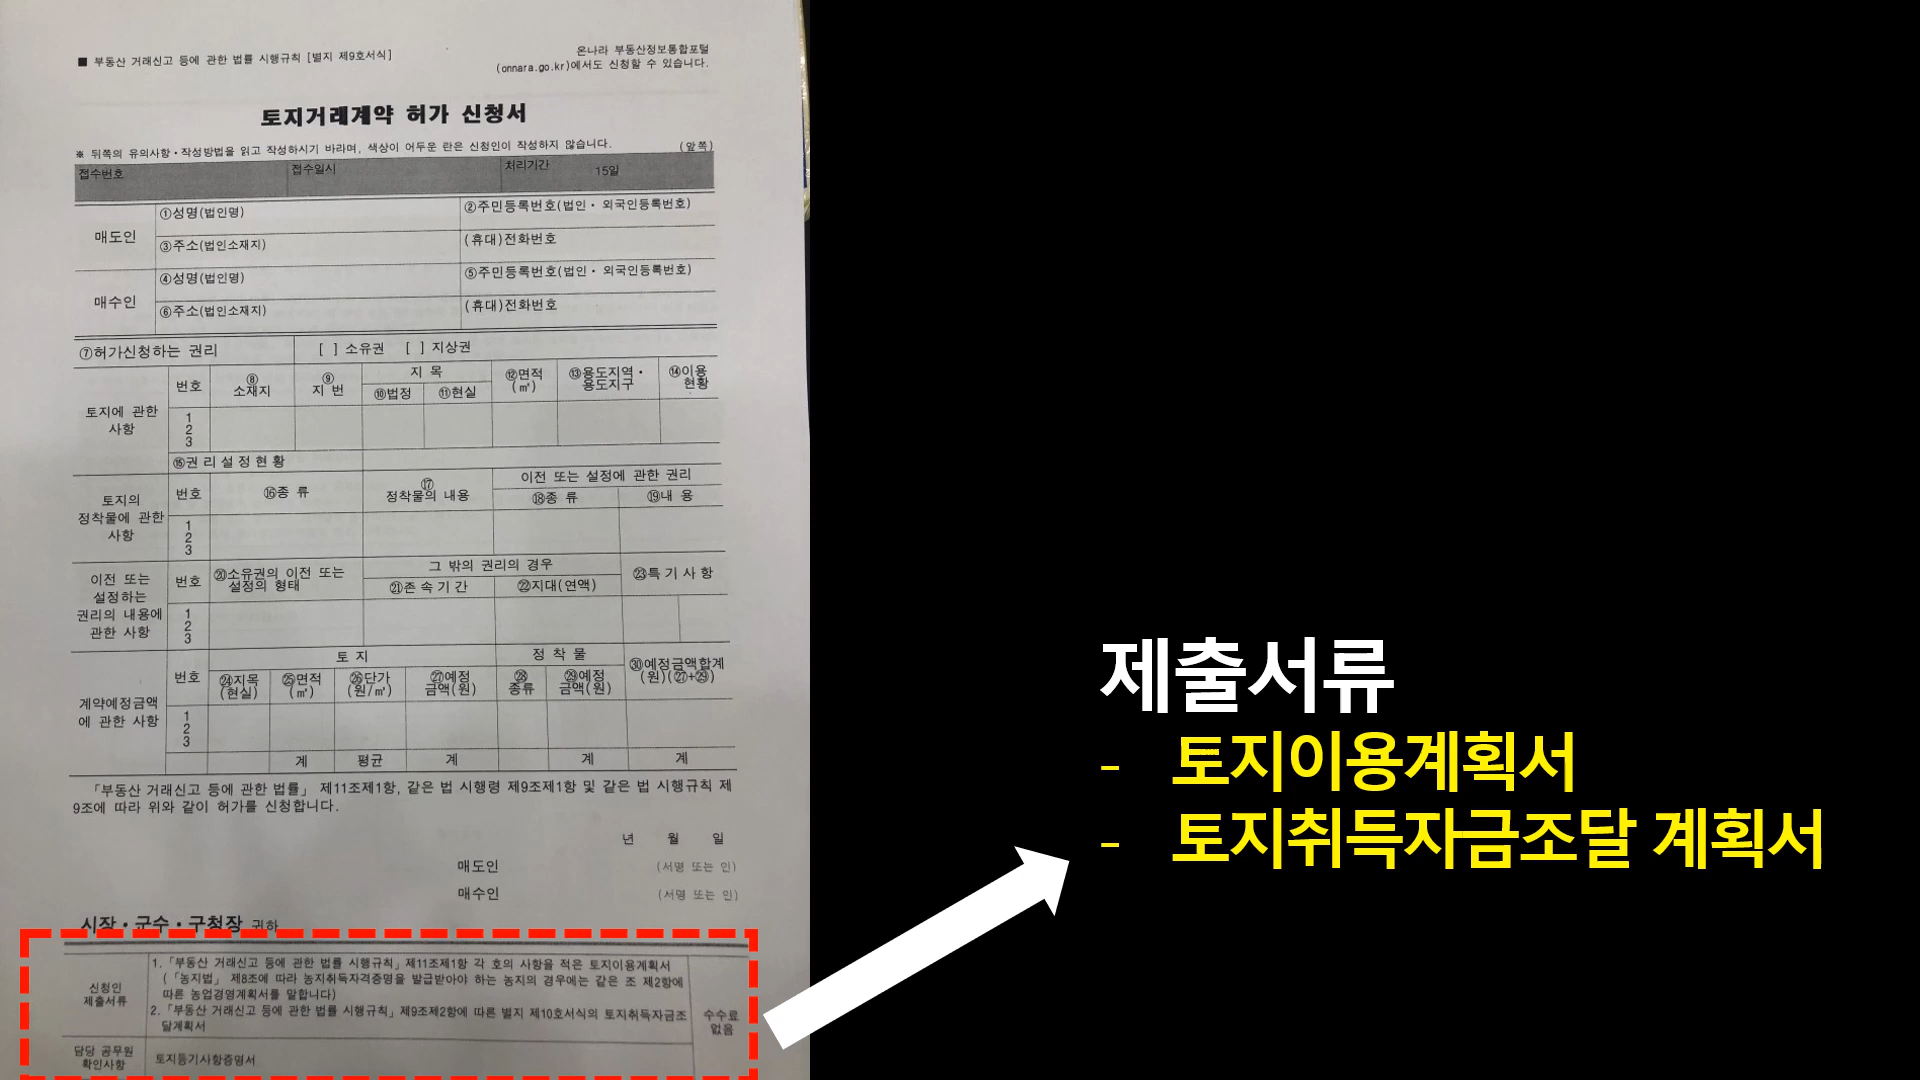 ■ 부동산 거래신고 등에 관한 법률 시행규칙 [별지 제9호서식]
온나라 부동산정보통합포털
(onnara.go.kr)에서도 신청할 수 있습니다.
토지거래계약 허가 신청서
※ 뒤쪽의 유의사항·작성방법을 읽고 작성하시기 바라며, 색상이 어두운 란은 신청인이 작성하지 않습니다.
(앞쪽)
접수번호
접수일시
처리기간
15일
매도인
①성명(법인명)
②주민등록번호(법인· 외국인등록번호)
③주소(법인소재지)
(휴대)전화번호
매수인
④성명(법인명)
⑤주민등록번호(법인· 외국인등록번호)
⑥주소(법인소재지)
(휴대)전화번호
⑦허가신청하는 권리
[ ] 소유권 [ ] 지상권
토지에 관한
사항
번호
⑧
소재지
⑨
지 번
지 목
⑩법정
⑪현실
⑫면적
(㎡)
⑬용도지역·
용도지구
⑭이용
현황
1
2
3
⑮권 리 설 정 현 황
토지의
정착물에 관한
사항
번호
⑯종 류
⑰
정착물의 내용
이전 또는 설정에 관한 권리
⑱종 류
⑲내 용
1
2
3
이전 또는
설정하는
권리의 내용에
관한 사항
번호
⑳소유권의 이전 또는
설정의 형태
그 밖의 권리의 경우
㉑존 속 기 간
㉒지대(연액)
㉓특 기 사 항
1
2
3
계약예정금액
에 관한 사항
번호
토 지
㉔지목
(현실)
㉕면적
(㎡)
㉖단가
(원/㎡)
㉗예정
금액(원)
정 착 물
㉘
종류
㉙예정
금액(원)
㉚예정금액합계
(원)(㉗+㉙)
1
2
3
계
평균
계
계
계
「부동산 거래신고 등에 관한 법률」 제11조제1항, 같은 법 시행령 제9조제1항 및 같은 법 시행규칙 제
9조에 따라 위와 같이 허가를 신청합니다.
년 월 일
매도인 (서명 또는 인)
매수인 (서명 또는 인)
시장·군수·구청장 귀하
신청인
제출서류
1.「부동산 거래신고 등에 관한 법률 시행규칙」제11조제1항 각 호의 사항을 적은 토지이용계획서
(「농지법」 제8조에 따라 농지취득자격증명을 발급받아야 하는 농지의 경우에는 같은 조 제2항에
따른 농업경영계획서를 말합니다)
2.「부동산 거래신고 등에 관한 법률 시행규칙」제9조제2항에 따른 별지 제10호서식의 토지취득자금조
달계획서
수수료
없음
담당 공무원
확인사항
토지등기사항증명서
제출서류
- 토지이용계획서
- 토지취득자금조달 계획서